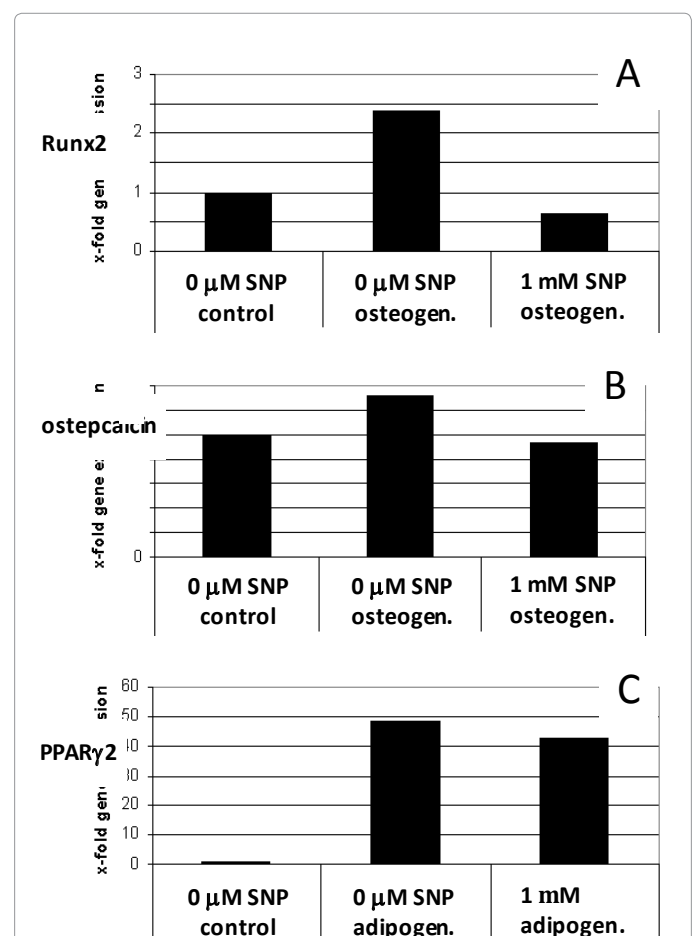 A
3
2
1
0
Runx2
x-fold gen
sion
0 μM SNP
control
0 μM SNP
osteogen.
1 mM SNP
osteogen.
B
n
x-fold gene e
0
0 μM SNP
control
0 μM SNP
osteogen.
1 mM SNP
osteogen.
C
60
50
20
10
0
PPARγ2
x-fold gen
sion
0 μM SNP
control
0 μM SNP
adipogen.
1 mM
adipogen.